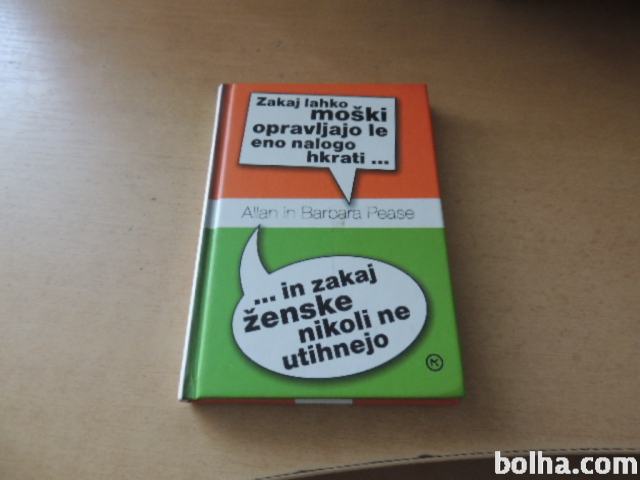 Zakaj lahko
moški
opravljajo le
eno nalogo
hkrati ...
Allan in Barbara Pease
... in zakaj
ženske
nikoli ne
utihnejo
bolha.com